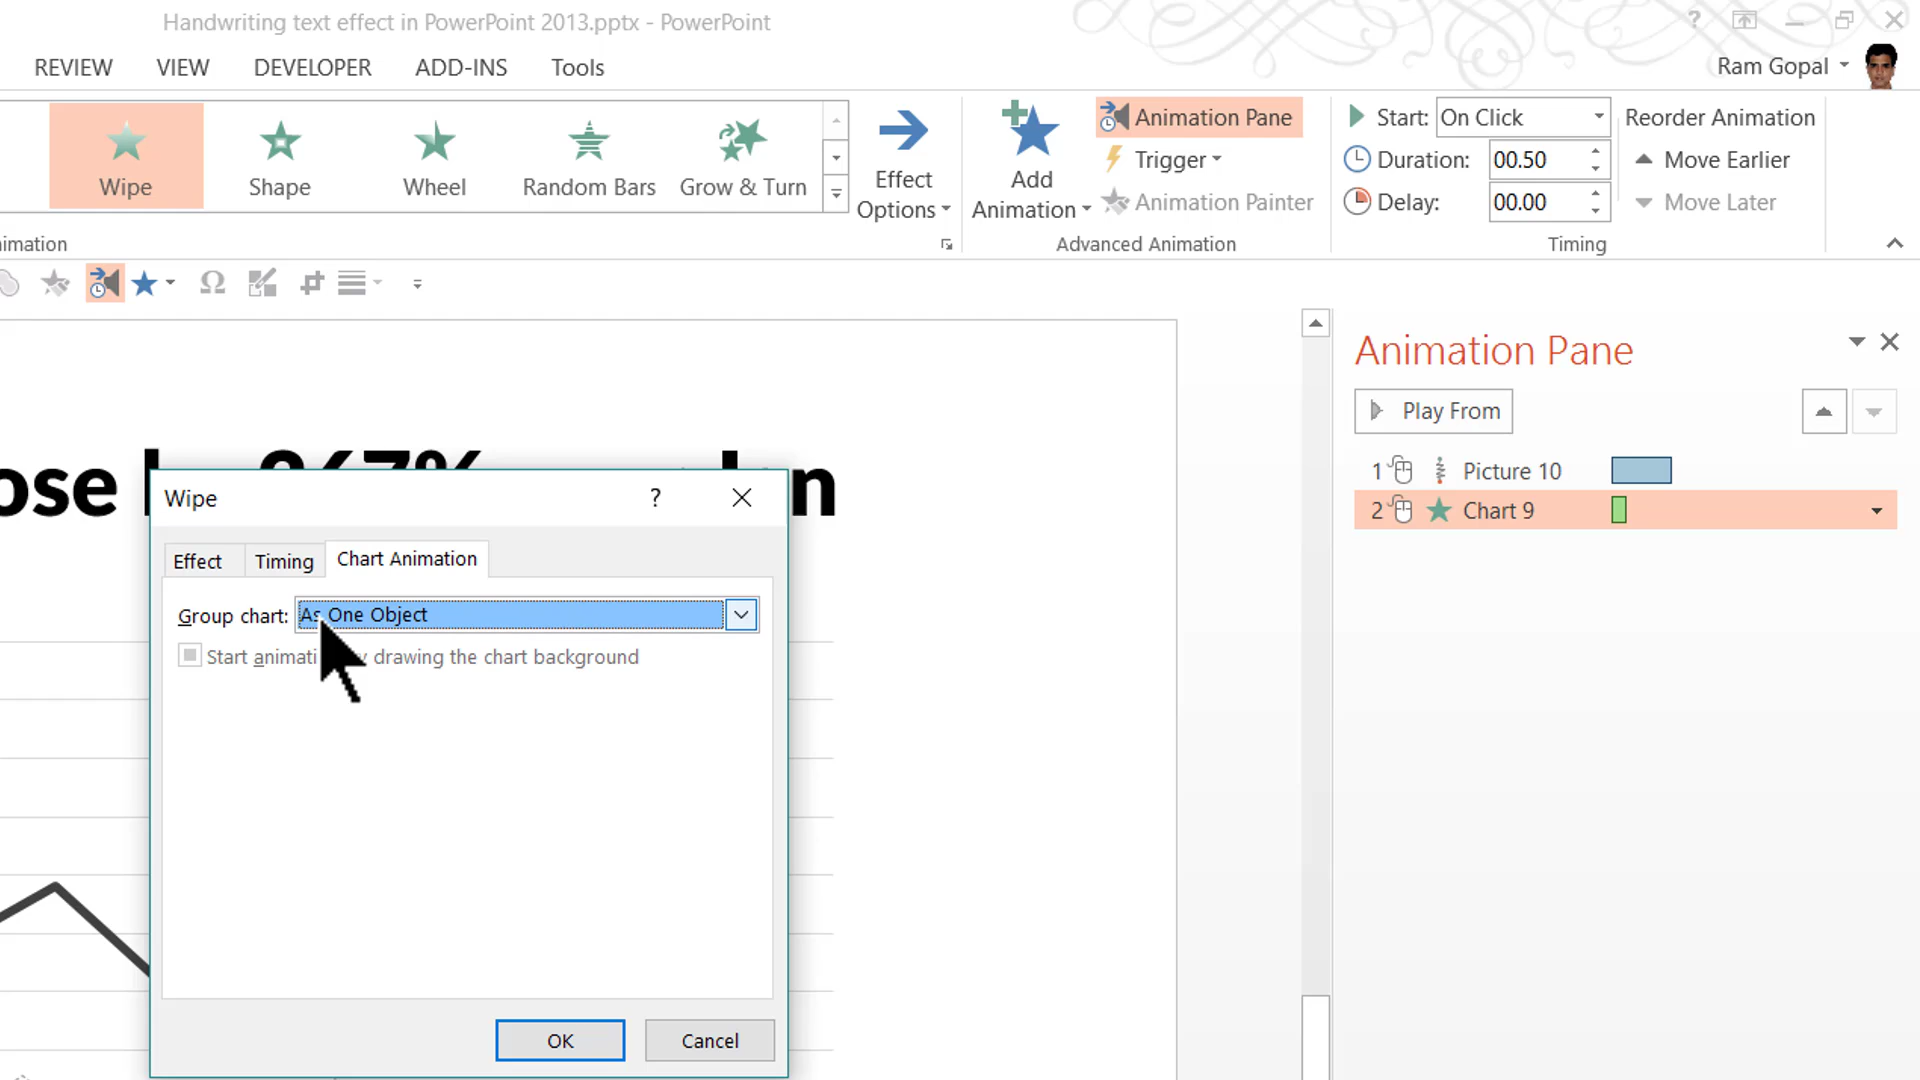 Handwriting text effect in PowerPoint 2013.pptx - PowerPoint
?
REVIEW VIEW DEVELOPER ADD-INS Tools
Ram Gopal
Wipe Shape Wheel Random Bars Grow & Turn
Effect Options
Add Animation
Animation Pane
Trigger
Animation Painter
Start: On Click
Duration: 00.50
Delay: 00.00
Reorder Animation
Move Earlier
Move Later
imation
Advanced Animation
Timing
Animation Pane
Play From
1 Picture 10
2 Chart 9
ose
n
Wipe ?
Effect Timing Chart Animation
Group chart: As One Object
Start animati drawing the chart background
OK Cancel